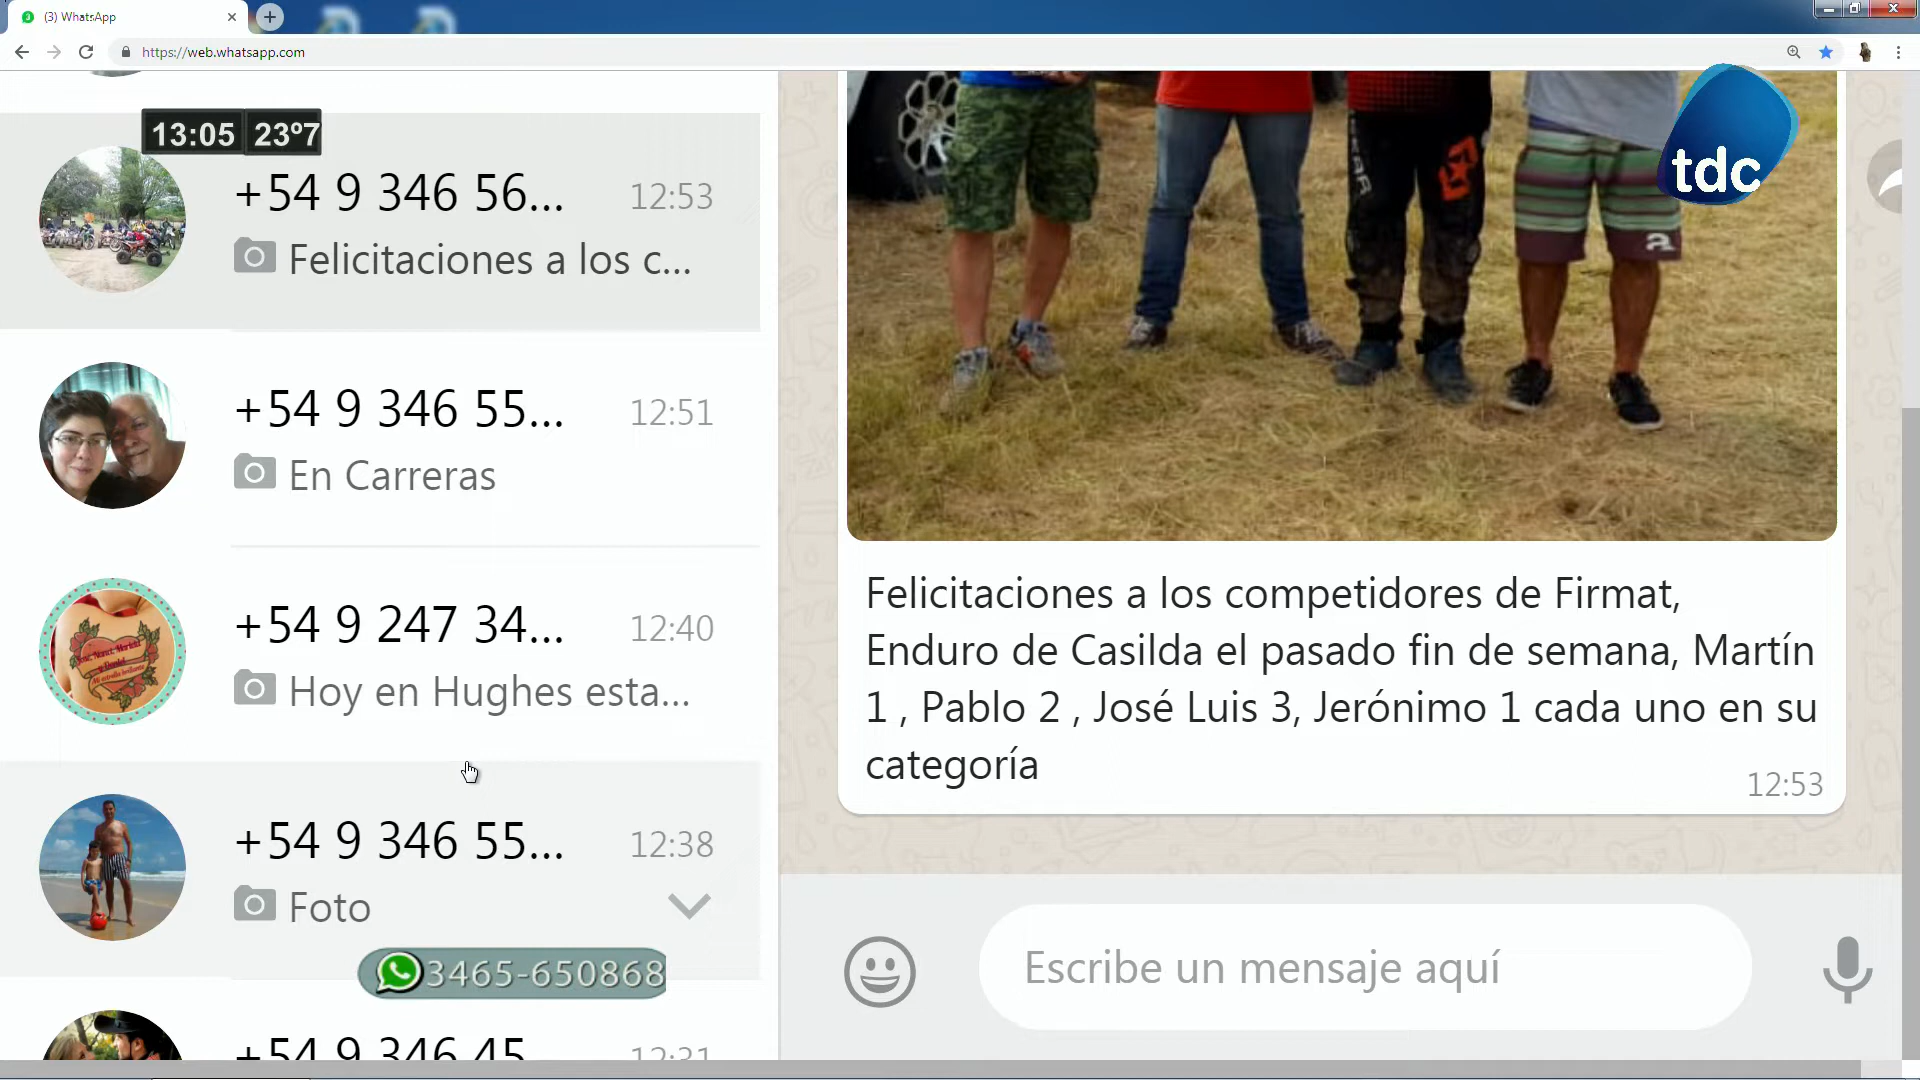 (3) WhatsApp
https://web.whatsapp.com
13:05 23º7
tdc
+54 9 346 56... 12:53
Felicitaciones a los c...
+54 9 346 55... 12:51
En Carreras
+54 9 247 34... 12:40
Hoy en Hughes esta...
+54 9 346 55... 12:38
Foto
3465-650868
+54 9 346 45 12:31
Felicitaciones a los competidores de Firmat,
Enduro de Casilda el pasado fin de semana, Martín
1 , Pablo 2 , José Luis 3, Jerónimo 1 cada uno en su
categoría
12:53
Escribe un mensaje aquí